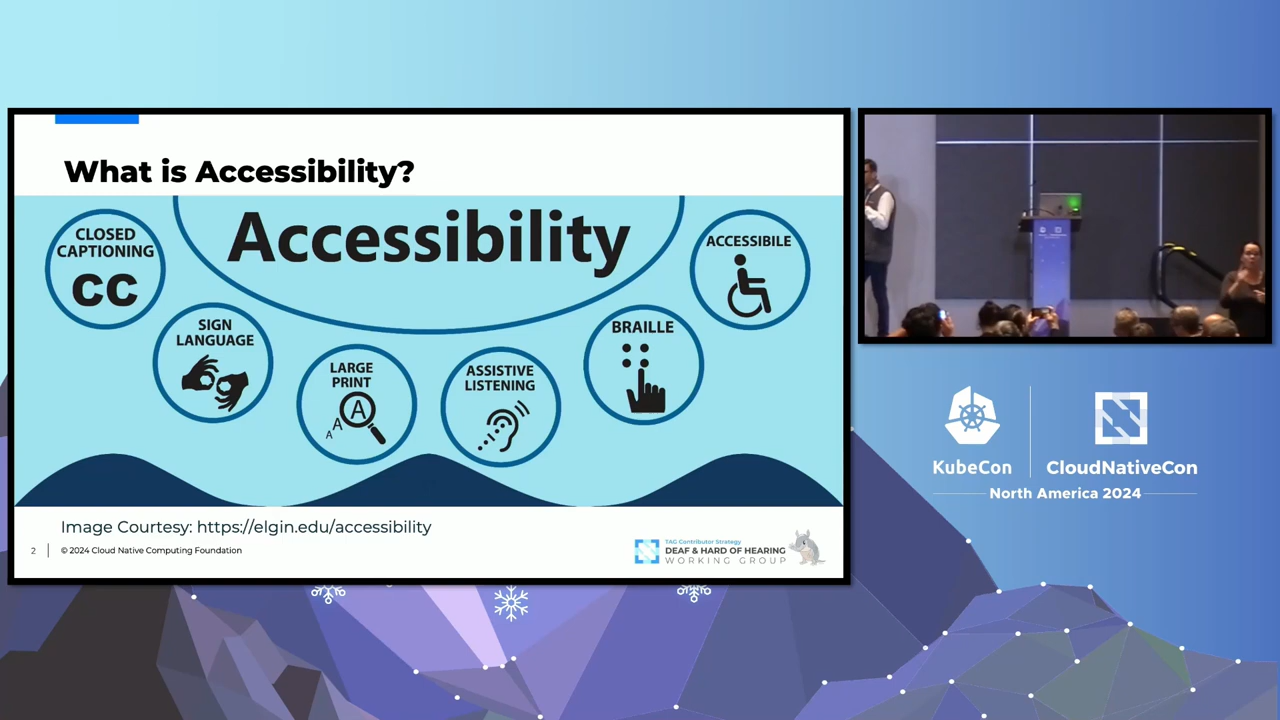 What is Accessibility?
Accessibility
CLOSED
CAPTIONING
CC
SIGN
LANGUAGE
LARGE
PRINT
A
A
A
ASSISTIVE
LISTENING
BRAILLE
ACCESSIBILE
Image Courtesy: https://elgin.edu/accessibility
2
© 2024 Cloud Native Computing Foundation
TAG Contributor Strategy
DEAF & HARD OF HEARING
WORKING GROUP
KubeCon
CloudNativeCon
North America 2024